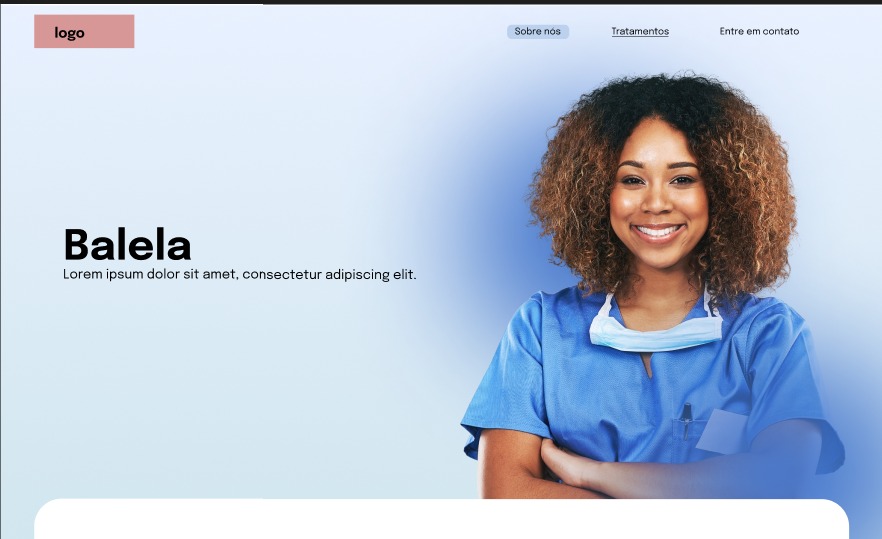 logo
Sobre nós
Tratamentos
Entre em contato
Balela
Lorem ipsum dolor sit amet, consectetur adipiscing elit.